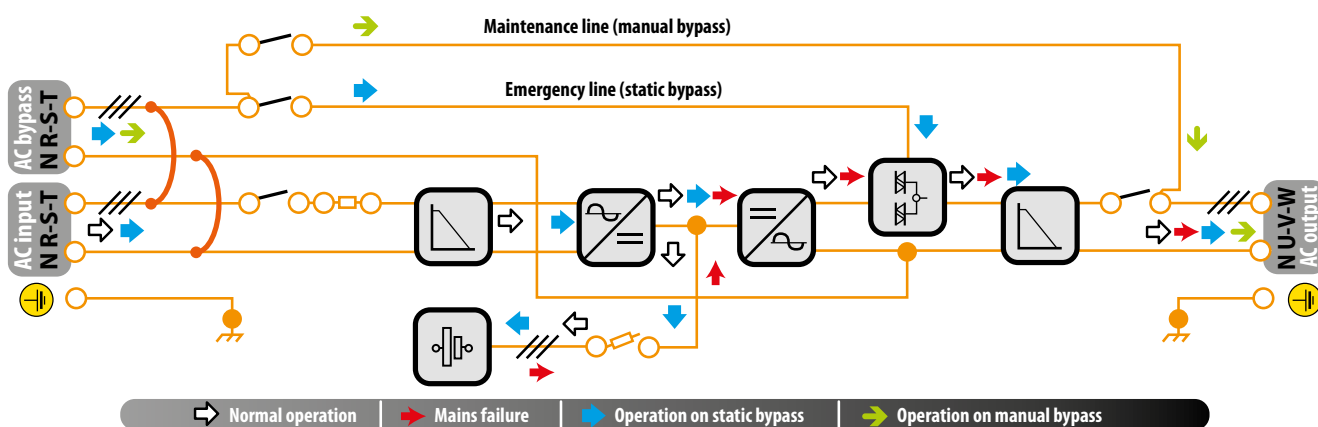 Maintenance line (manual bypass)
Emergency line (static bypass)
AC bypass
N R-S-T
AC input
N R-S-T
N U-V-W
AC output
Normal operation
Mains failure
Operation on static bypass
Operation on manual bypass